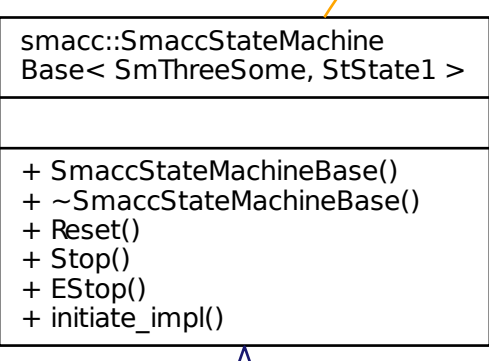 smacc::SmaccStateMachine
Base< SmThreeSome, StState1 >
+ SmaccStateMachineBase()
+ ~SmaccStateMachineBase()
+ Reset()
+ Stop()
+ EStop()
+ initiate_impl()